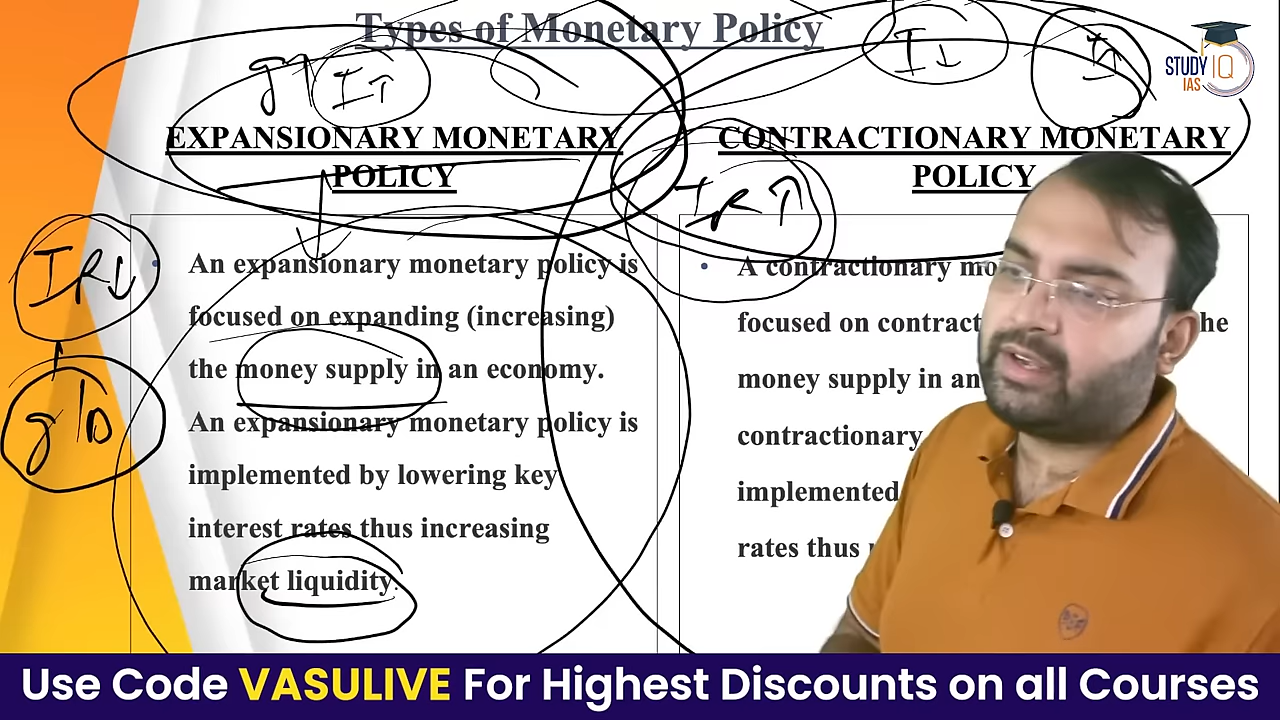 Types of Monetary Policy
STUDY IQ
IAS
g↑ I↑
I↓
EXPANSIONARY MONETARY
POLICY
CONTRACTIONARY MONETARY
POLICY
IR↑
IR↓
An expansionary monetary policy is
focused on expanding (increasing)
the money supply in an economy.
An expansionary monetary policy is
implemented by lowering key
interest rates thus increasing
market liquidity.
A contractionary
focused on the
money supply in an
contractionary
implemented
rates thus
Use Code VASULIVE For Highest Discounts on all Courses